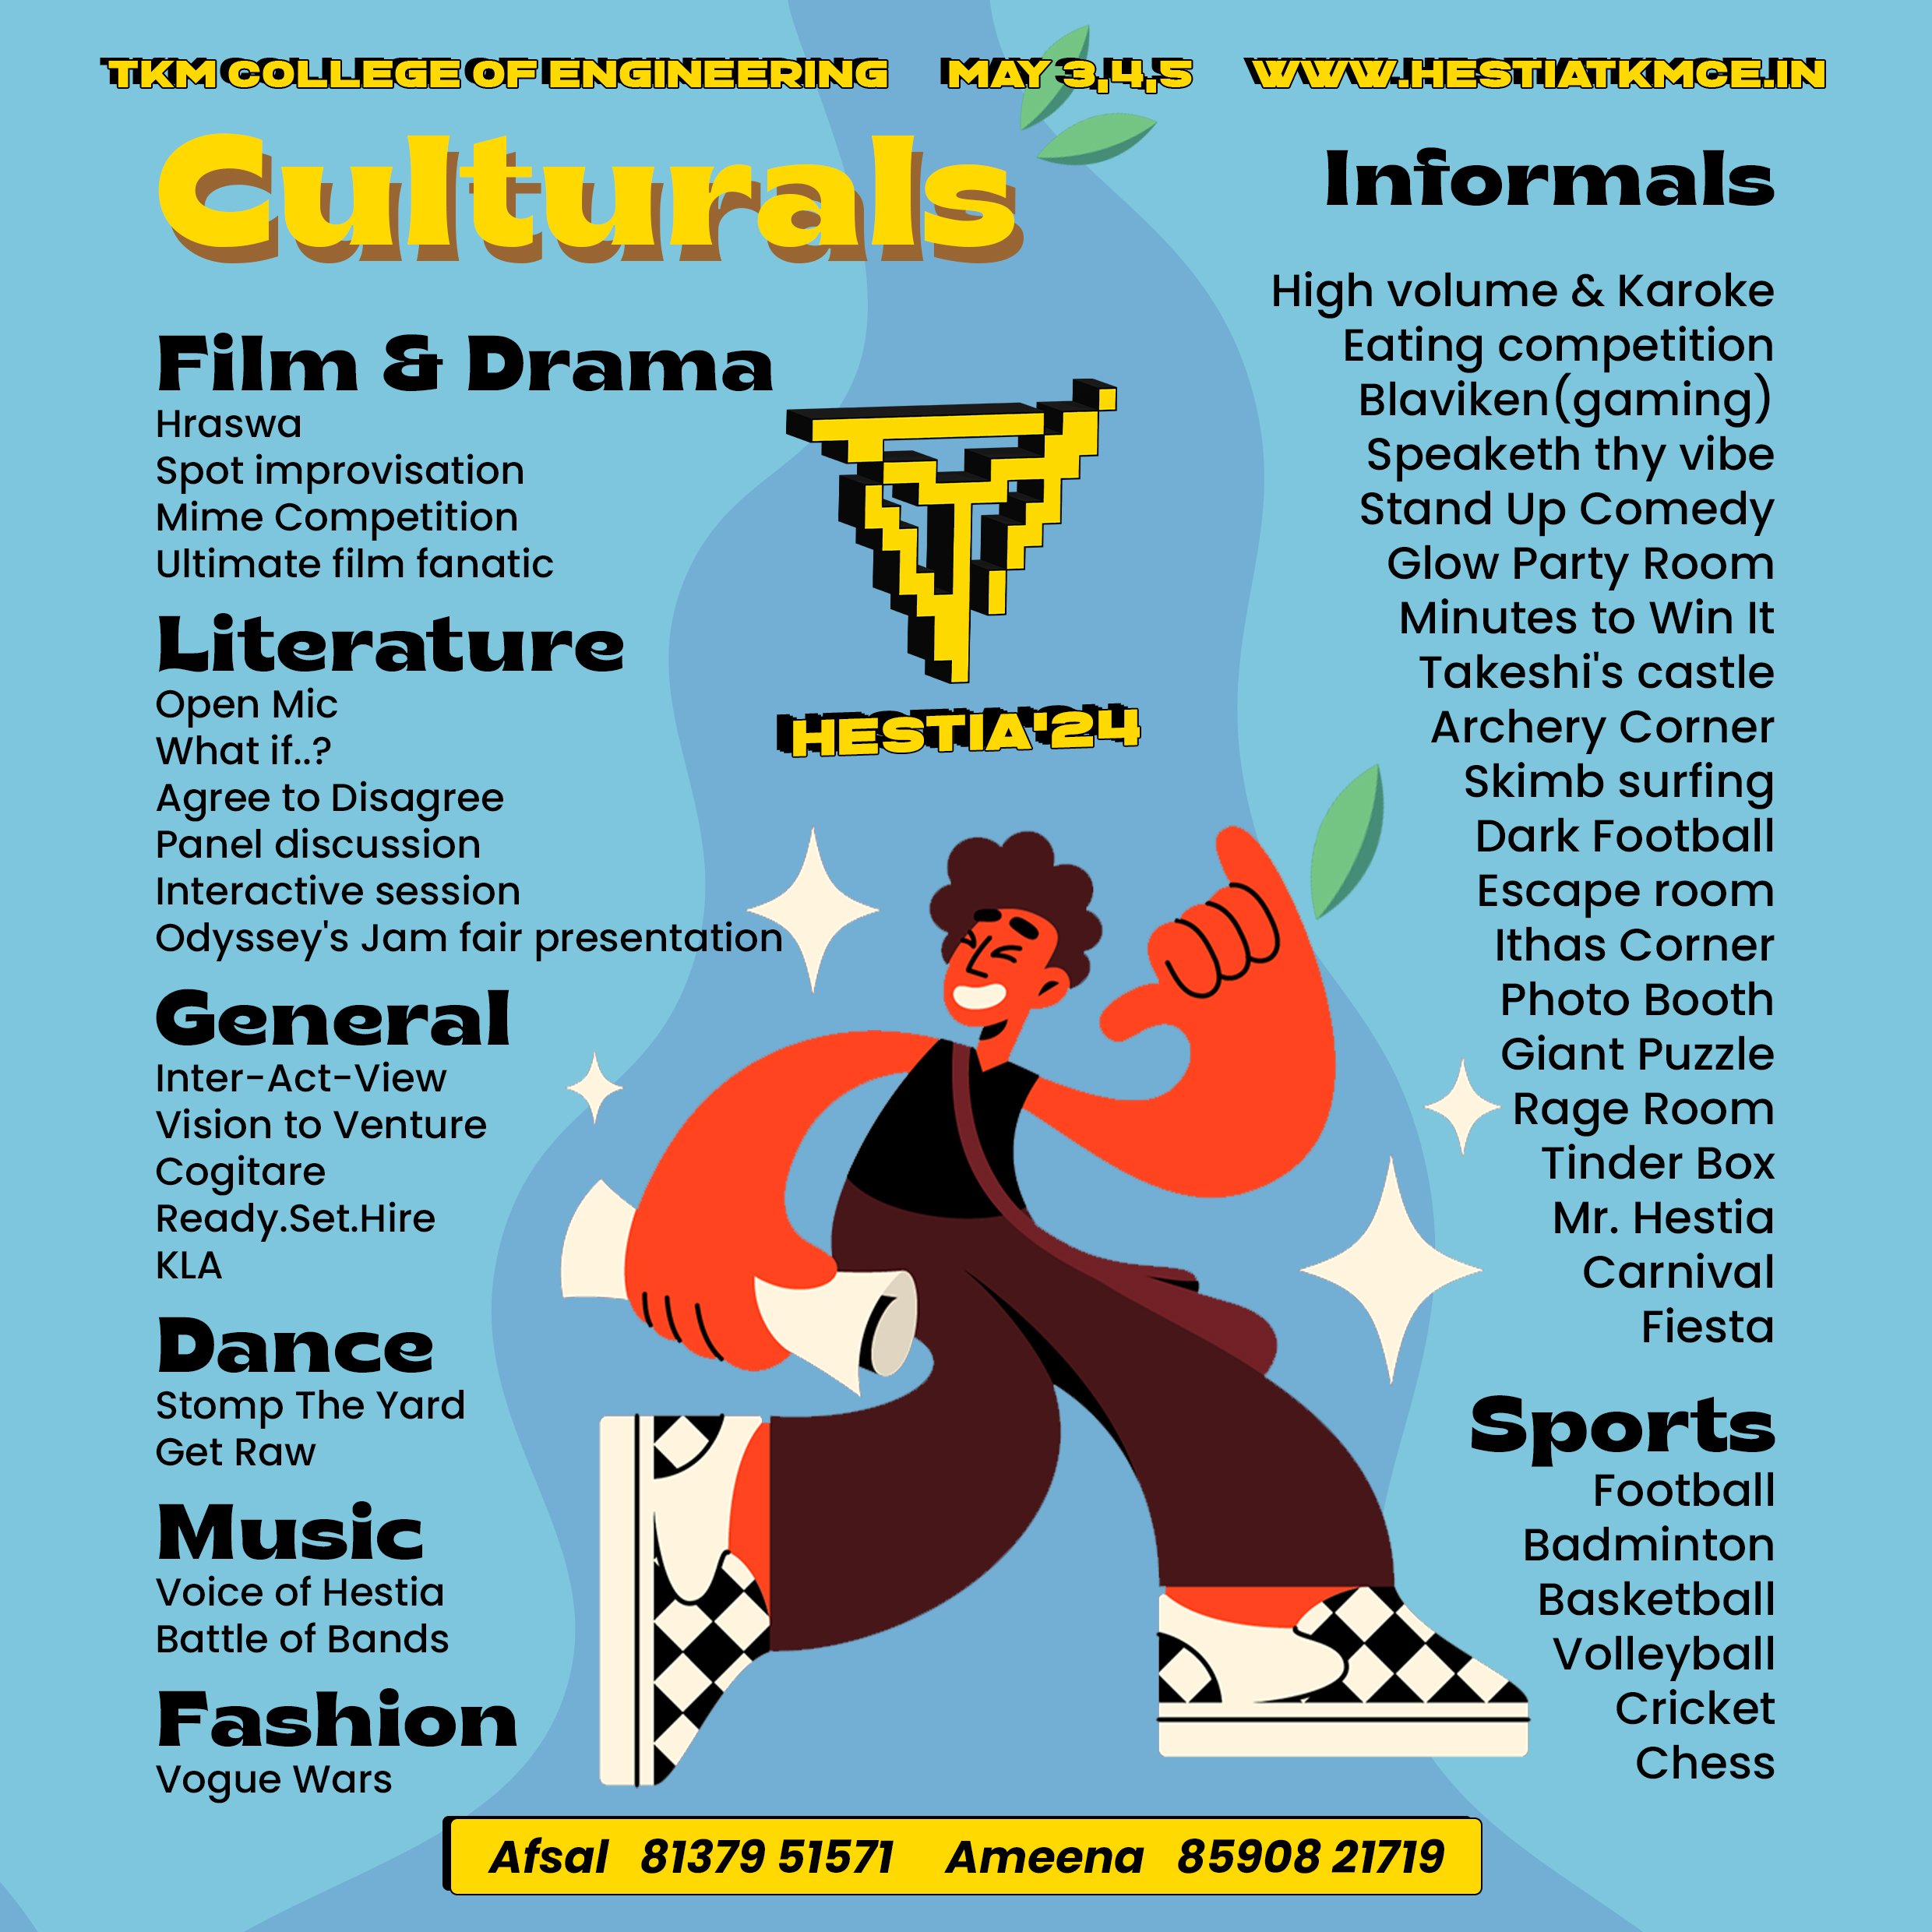 TKM COLLEGE OF ENGINEERING MAY 3,4,5 WWW.HESTIATKMCE.IN
Culturals
Film & Drama
Hraswa
Spot improvisation
Mime Competition
Ultimate film fanatic
Literature
Open Mic
What if..?
Agree to Disagree
Panel discussion
Interactive session
Odyssey's Jam fair presentation
General
Inter-Act-View
Vision to Venture
Cogitare
Ready.Set.Hire
KLA
Dance
Stomp The Yard
Get Raw
Music
Voice of Hestia
Battle of Bands
Fashion
Vogue Wars
HESTIA'24
Informals
High volume & Karoke
Eating competition
Blaviken(gaming)
Speaketh thy vibe
Stand Up Comedy
Glow Party Room
Minutes to Win It
Takeshi's castle
Archery Corner
Skimb surfing
Dark Football
Escape room
Ithas Corner
Photo Booth
Giant Puzzle
Rage Room
Tinder Box
Mr. Hestia
Carnival
Fiesta
Sports
Football
Badminton
Basketball
Volleyball
Cricket
Chess
Afsal 81379 51571 Ameena 85908 21719